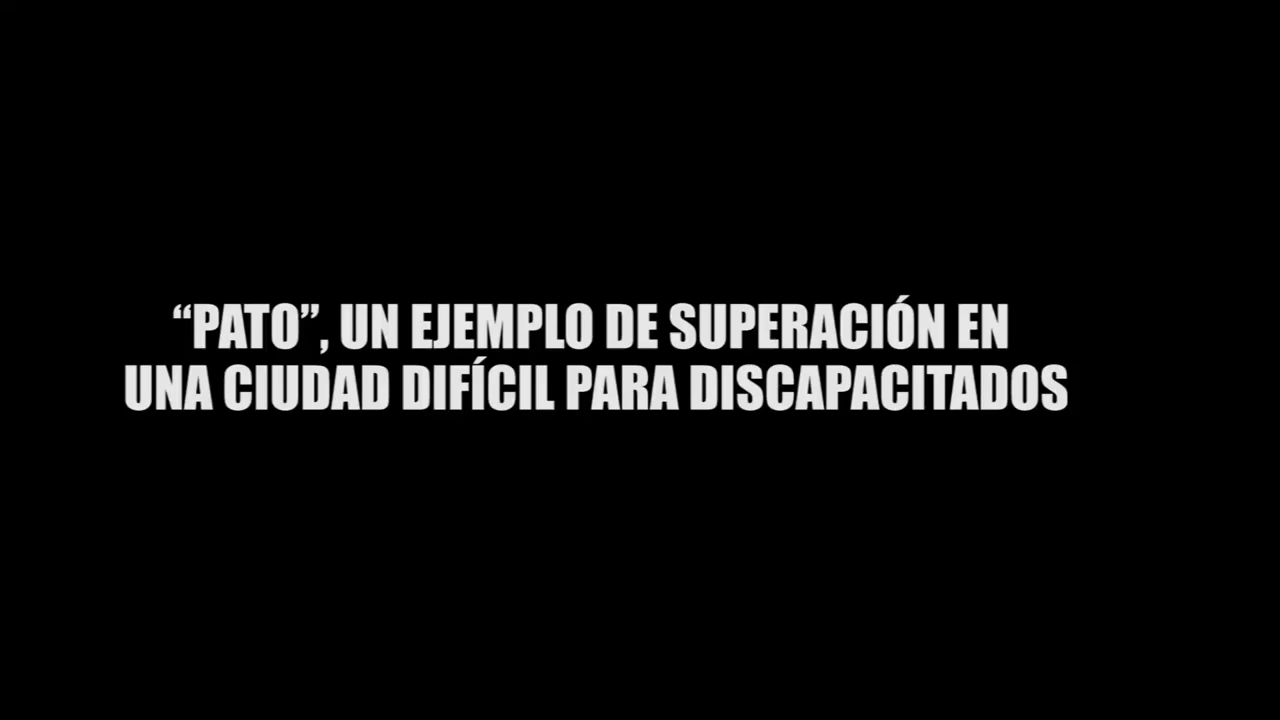 “PATO”, UN EJEMPLO DE SUPERACIÓN EN
UNA CIUDAD DIFÍCIL PARA DISCAPACITADOS